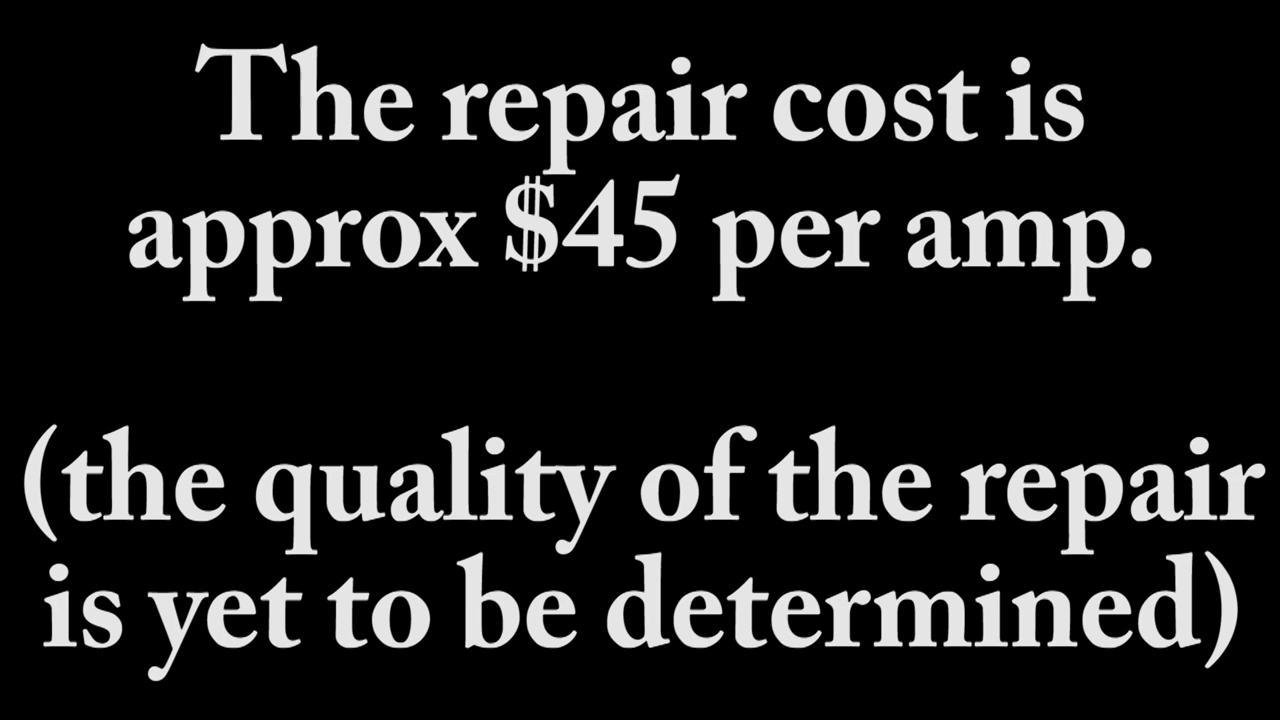 The repair cost is
approx $45 per amp.
(the quality of the repair
is yet to be determined)